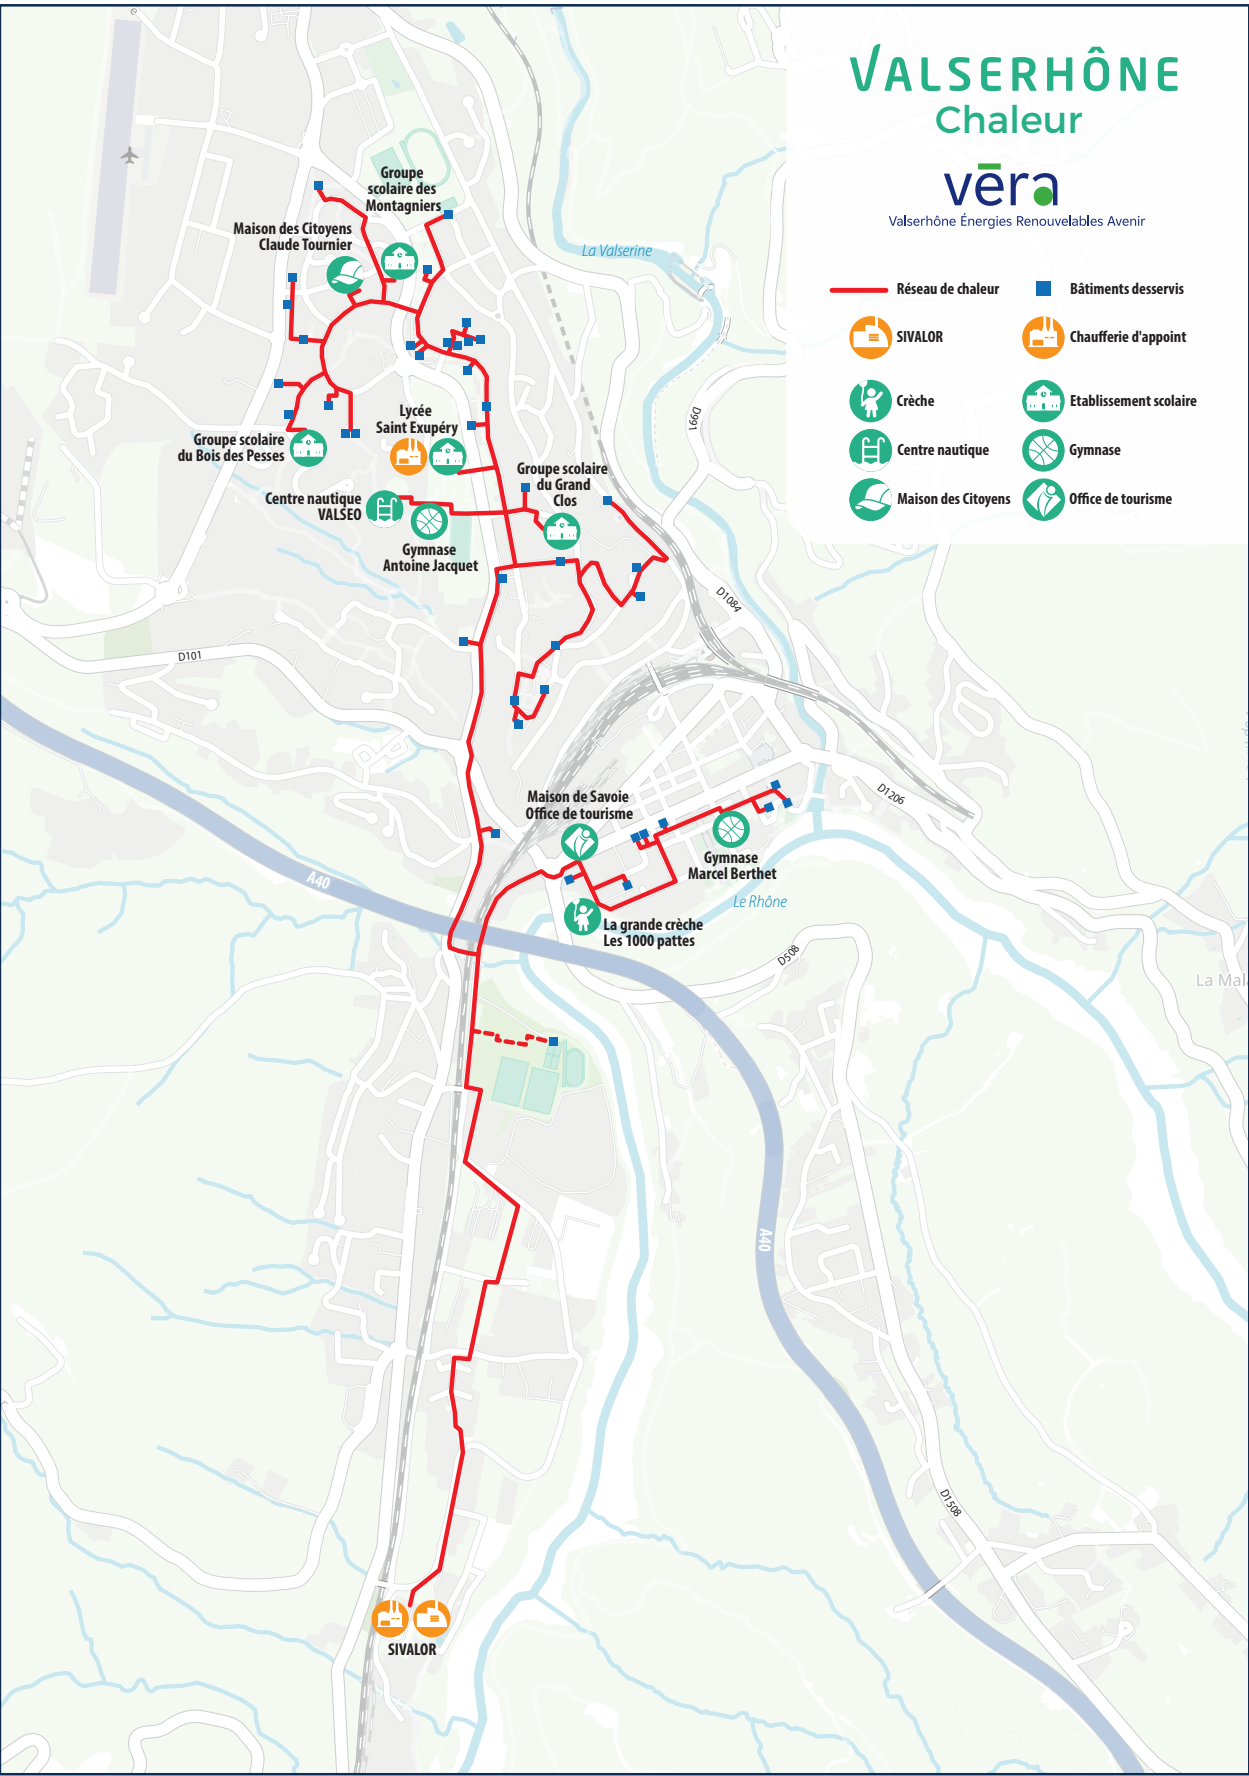 VALSERHÔNE
Chaleur
vēra
Valserhône Énergies Renouvelables Avenir
Réseau de chaleur
Bâtiments desservis
SIVALOR
Chaufferie d'appoint
Crèche
Etablissement scolaire
Centre nautique
Gymnase
Maison des Citoyens
Office de tourisme
Groupe
scolaire des
Montagniers
Maison des Citoyens
Claude Tournier
La Valserine
D991
Lycée
Saint Exupéry
Groupe scolaire
du Bois des Pesses
Groupe scolaire
du Grand
Clos
Centre nautique
VALSEO
Gymnase
Antoine Jacquet
D1084
D101
D1206
Maison de Savoie
Office de tourisme
Gymnase
Marcel Berthet
A40
Le Rhône
La grande crèche
Les 1000 pattes
D508
La Mala
A40
D1508
SIVALOR